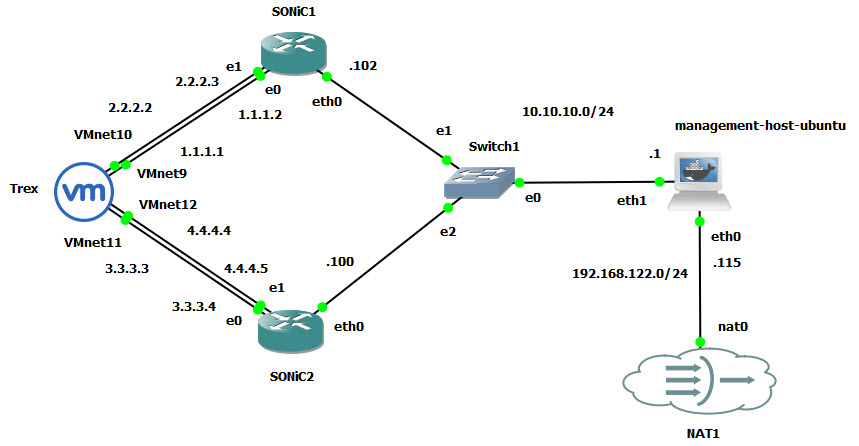 SONiC1
e1
.102
2.2.2.3
e0
eth0
2.2.2.2
1.1.1.2
10.10.10.0/24
management-host-ubuntu
VMnet10
e1
Switch1
1.1.1.1
.1
VMnet9
Trex
vm
e0
eth1
VMnet12
e2
4.4.4.4
eth0
VMnet11
.115
.100
3.3.3.3
4.4.4.5
192.168.122.0/24
e1
3.3.3.4
e0
eth0
nat0
SONiC2
NAT1